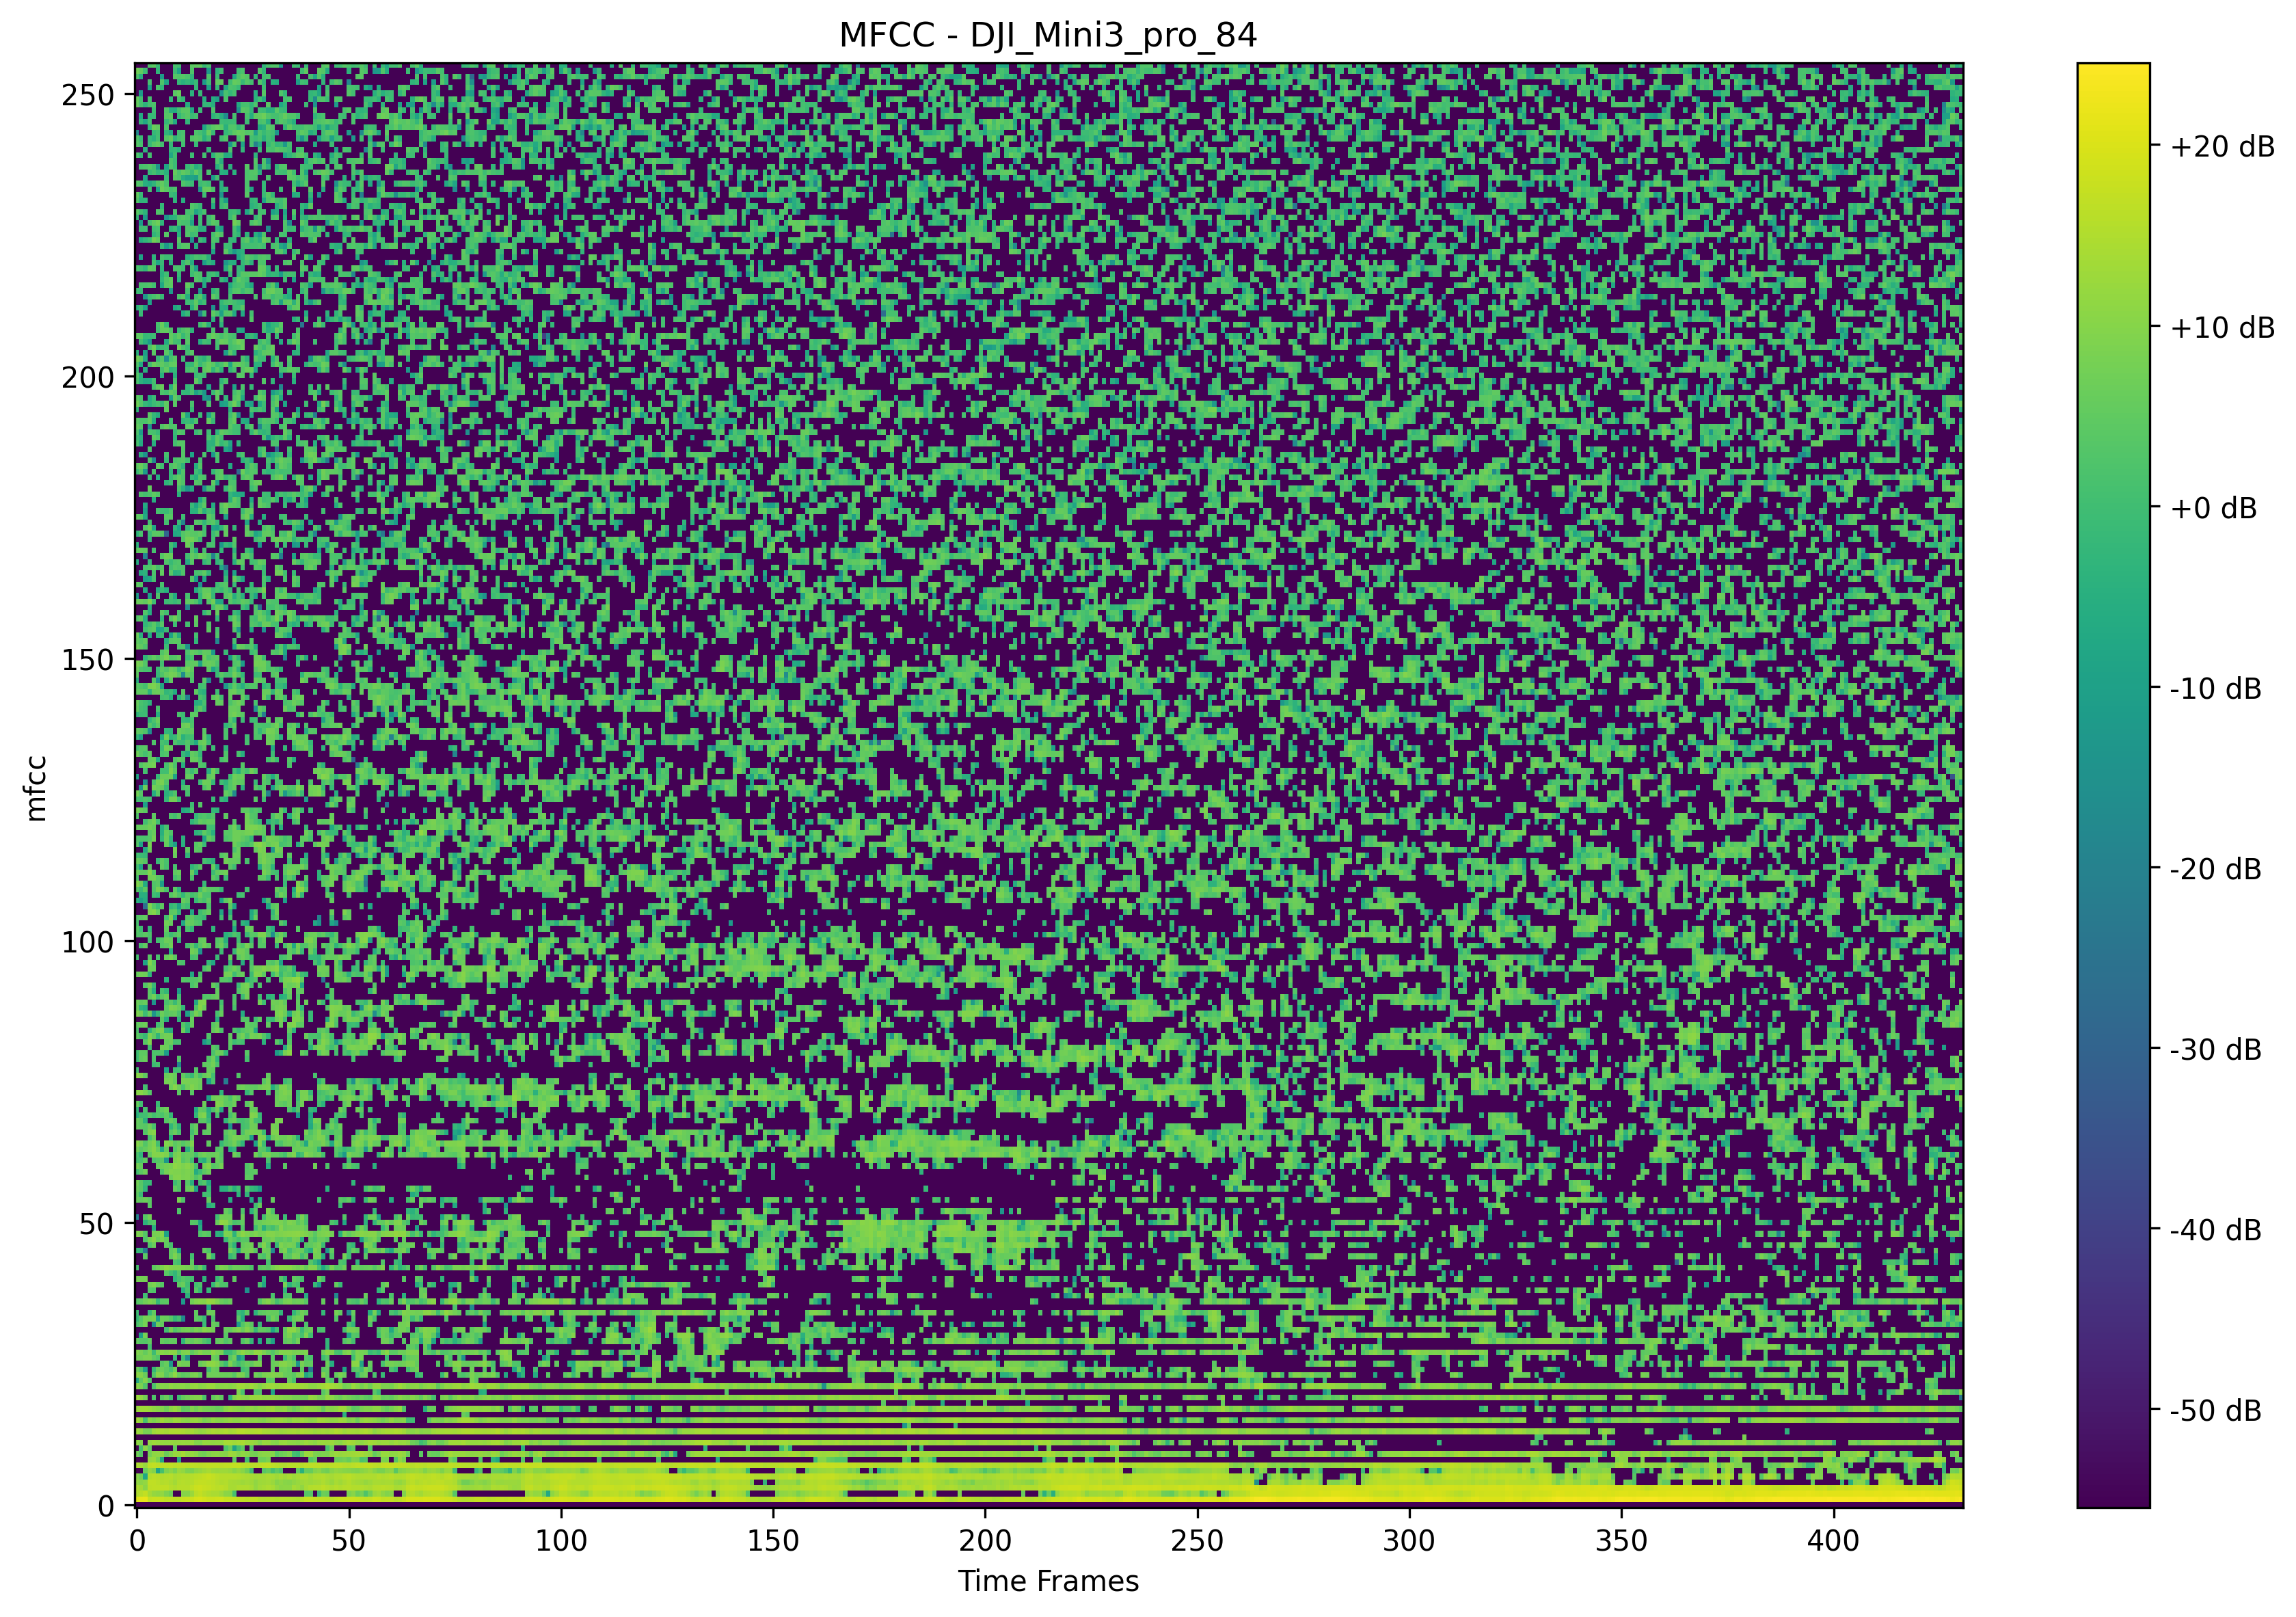 MFCC - DJI_Mini3_pro_84
250
200
150
100
50
0
mfcc
0 50 100 150 200 250 300 350 400
Time Frames
+20 dB
+10 dB
+0 dB
-10 dB
-20 dB
-30 dB
-40 dB
-50 dB